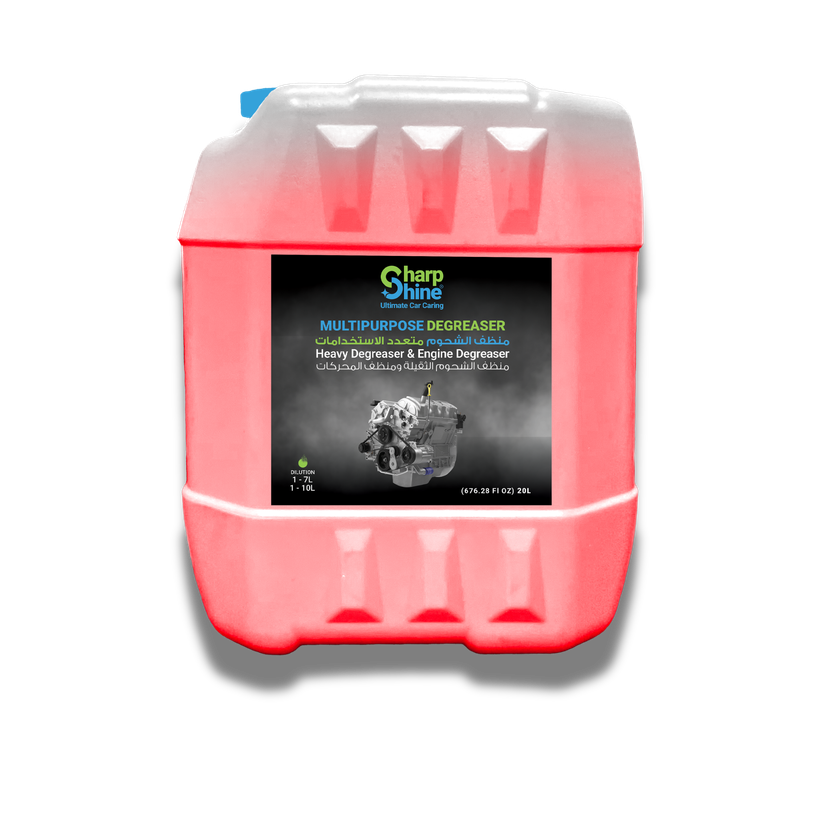 Sharp
Shine®
Ultimate Car Caring
MULTIPURPOSE DEGREASER
منظف الشحوم متعدد الاستخدامات
Heavy Degreaser & Engine Degreaser
منظف الشحوم الثقيلة ومنظف المحركات
DILUTION
1 - 7L
1 - 10L
(676.28 Fl OZ) 20L